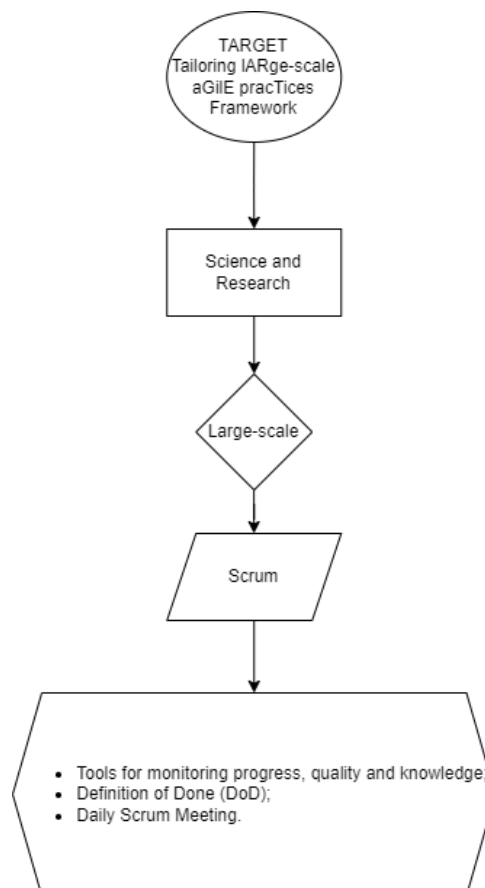 TARGET
Tailoring lARge-scale
aGilE pracTices
Framework
Science and
Research
Large-scale
Scrum
• Tools for monitoring progress, quality and knowledge;
• Definition of Done (DoD);
• Daily Scrum Meeting.